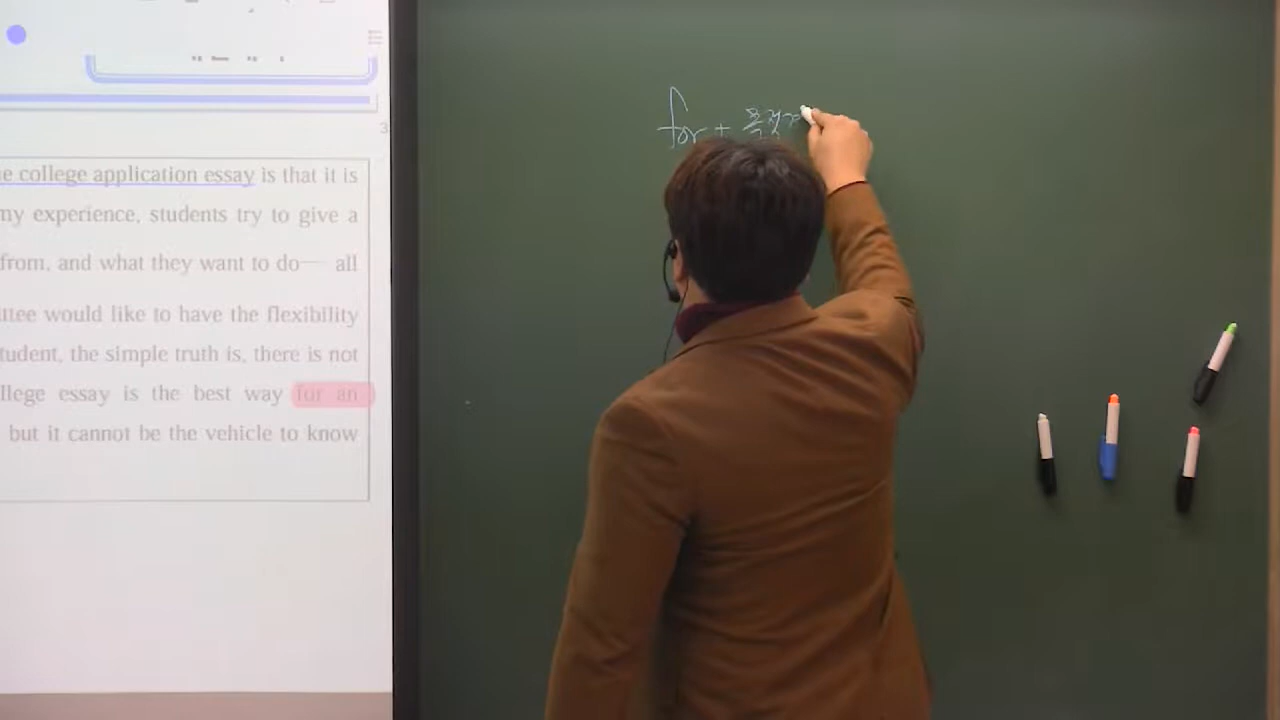 3
e college application essay is that it is
my experience, students try to give a
from, and what they want to do— all
ttee would like to have the flexibility
tudent, the simple truth is, there is not
llege essay is the best way for an
but it cannot be the vehicle to know
for + 목적